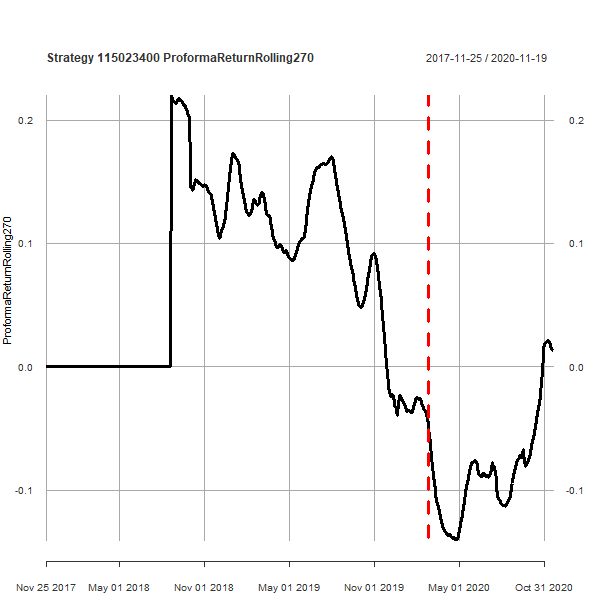 Strategy 115023400 ProformaReturnRolling270
2017-11-25 / 2020-11-19
ProformaReturnRolling270
0.2
0.2
0.1
0.1
0.0
0.0
-0.1
-0.1
Nov 25 2017
May 01 2018
Nov 01 2018
May 01 2019
Nov 01 2019
May 01 2020
Oct 31 2020